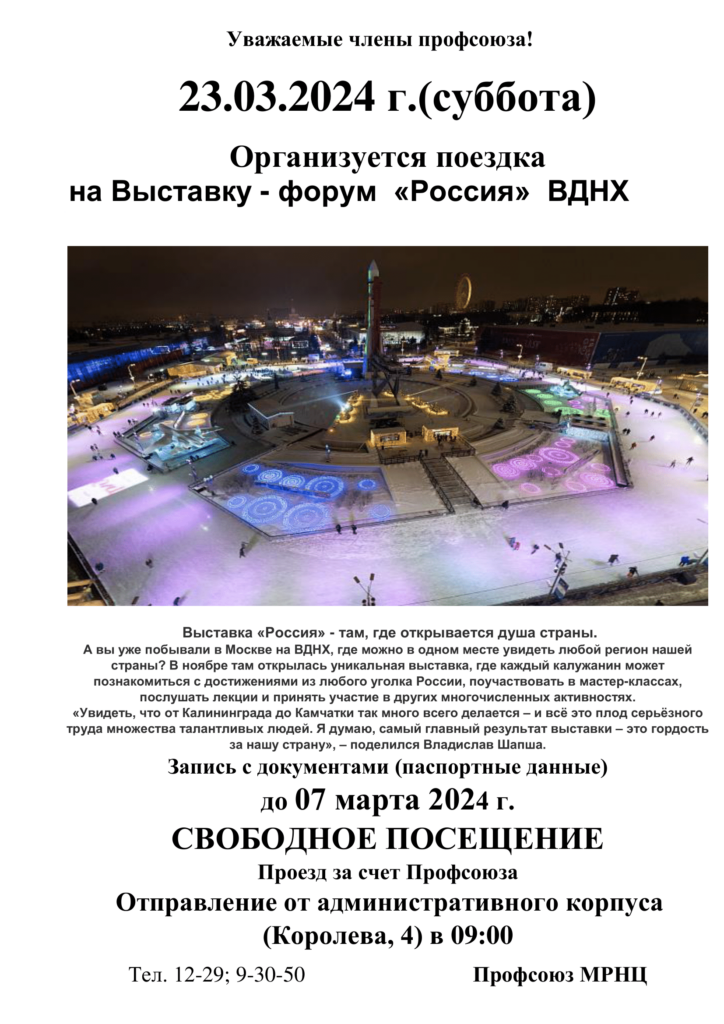 Уважаемые члены профсоюза!
23.03.2024 г.(суббота)
Организуется поездка
на Выставку - форум «Россия» ВДНХ
Выставка «Россия» - там, где открывается душа страны.
А вы уже побывали в Москве на ВДНХ, где можно в одном месте увидеть любой регион нашей
страны? В ноябре там открылась уникальная выставка, где каждый калужанин может
познакомиться с достижениями из любого уголка России, поучаствовать в мастер-классах,
послушать лекции и принять участие в других многочисленных активностях.
«Увидеть, что от Калининграда до Камчатки так много всего делается – и всё это плод серьёзного
труда множества талантливых людей. Я думаю, самый главный результат выставки – это гордость
за нашу страну», – поделился Владислав Шапша.
Запись с документами (паспортные данные)
до 07 марта 2024 г.
СВОБОДНОЕ ПОСЕЩЕНИЕ
Проезд за счет Профсоюза
Отправление от административного корпуса
(Королева, 4) в 09:00
Тел. 12-29; 9-30-50 Профсоюз МРНЦ